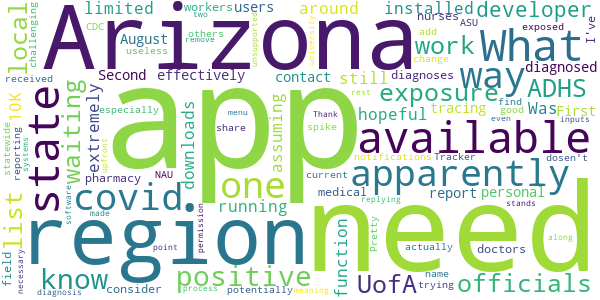 limited workers users around installed developer
CDC two nurses ASU exposed I've
challenging others August
useless remove
local Arizona unsupported add change
work What
Second effectively contact still diagnoses diagnosed
received especially Was way ADHS
10K downloads exposure
waiting extremely tracing First
assuming hopeful find good even inputs
statewide reporting systems
state app available
upfront menu share spike Thank rest
pharmacy NAU current notifications Tracker dosen't
one apparently
covid running medical report personal
list software made permission replying Pretty
region need
positive function actually doctors
field necessary know point along name stands trying
diagnosis consider process potentially meaning UofA officials
university